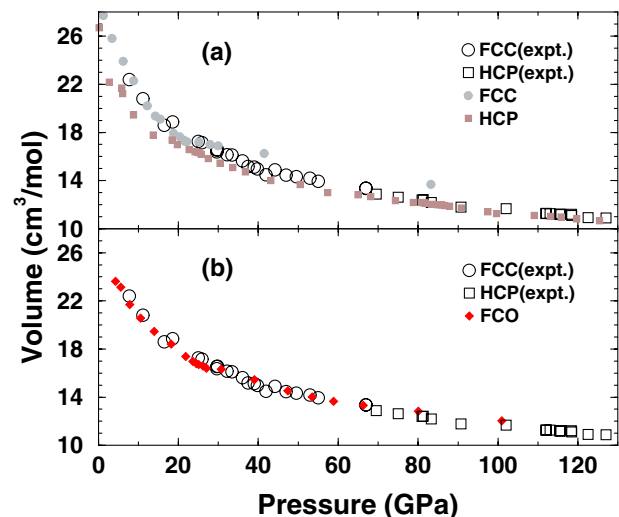 26
22
18
14
10
(a)
FCC(expt.)
HCP(expt.)
FCC
HCP
Volume (cm³/mol)
26
22
18
14
10
(b)
FCC(expt.)
HCP(expt.)
FCO
0 20 40 60 80 100 120
Pressure (GPa)